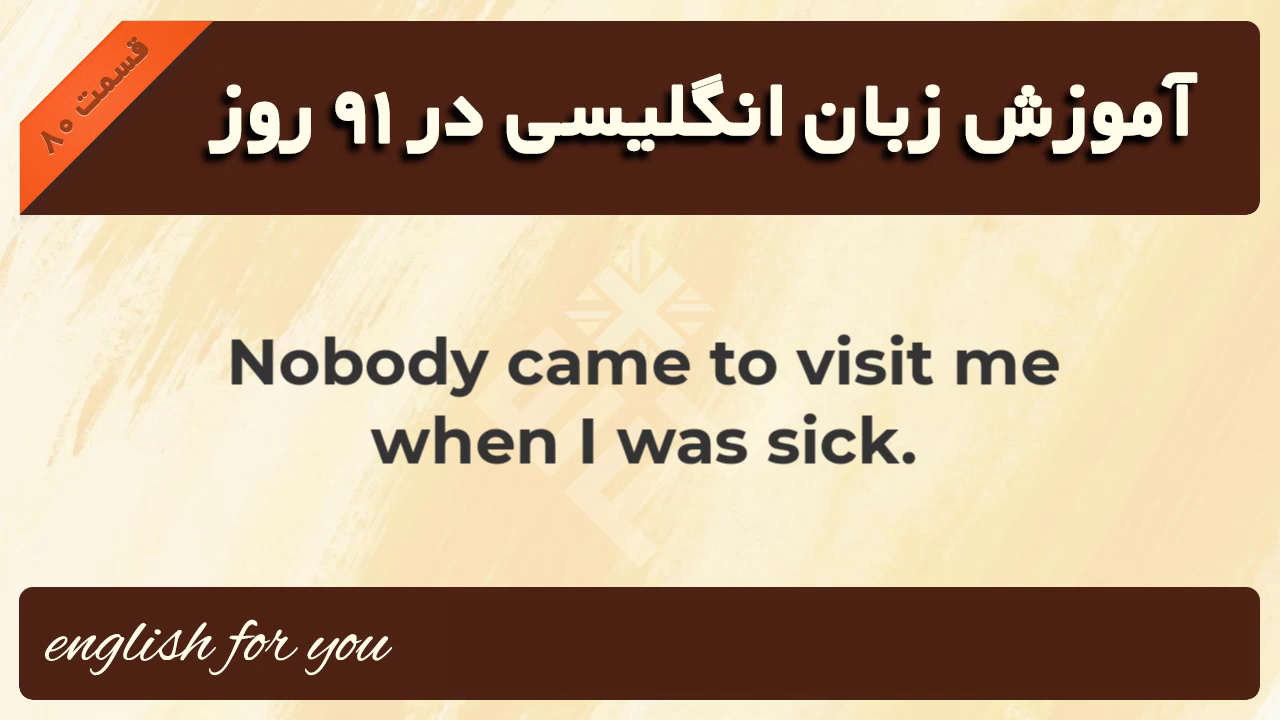 قسمت ۸۰
آموزش زبان انگلیسی در ۹۱ روز
Nobody came to visit me
when I was sick.
english for you